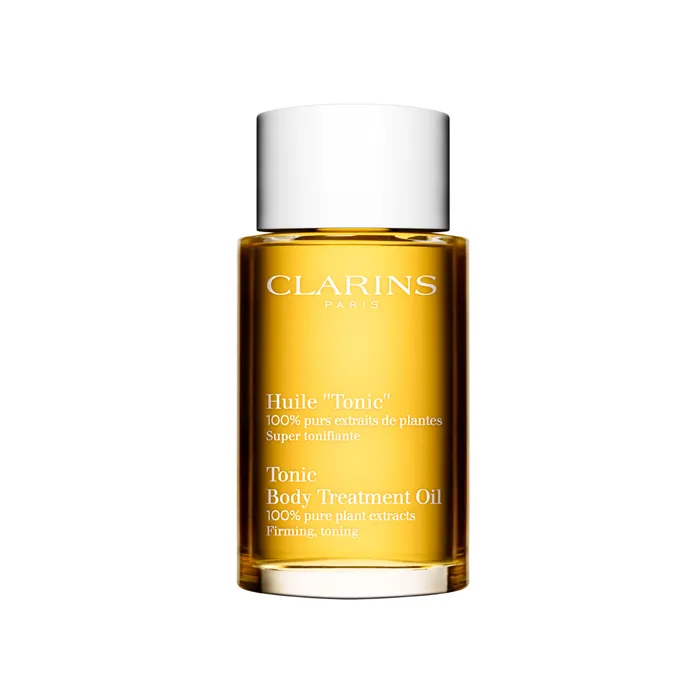 CLARINS
PARIS
Huile "Tonic"
100% purs extraits de plantes
Super tonifiante
Tonic
Body Treatment Oil
100% pure plant extracts
Firming, toning